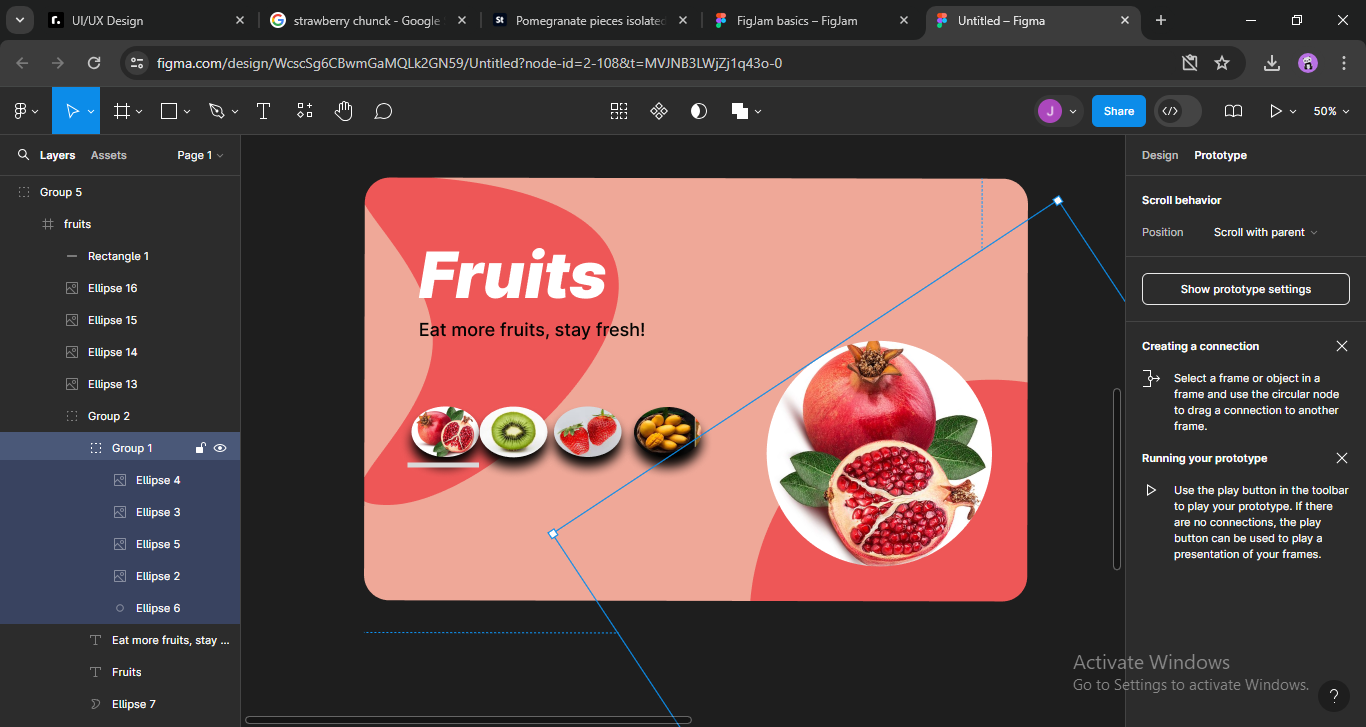 UI/UX Design
strawberry chunck - Google
Pomegranate pieces isolated
FigJam basics – FigJam
Untitled – Figma
figma.com/design/WcscSg6CBwmGaMQLk2GN59/Untitled?node-id=2-108&t=MVJNB3LWjZj1q43o-0
J
Share
50%
Layers
Assets
Page 1
Design
Prototype
Group 5
fruits
Rectangle 1
Ellipse 16
Ellipse 15
Ellipse 14
Ellipse 13
Group 2
Group 1
Ellipse 4
Ellipse 3
Ellipse 5
Ellipse 2
Ellipse 6
Eat more fruits, stay ...
Fruits
Ellipse 7
Fruits
Eat more fruits, stay fresh!
Scroll behavior
Position
Scroll with parent
Show prototype settings
Creating a connection
Select a frame or object in a
frame and use the circular node
to drag a connection to another
frame.
Running your prototype
Use the play button in the toolbar
to play your prototype. If there
are no connections, the play
button can be used to play a
presentation of your frames.
Activate Windows
Go to Settings to activate Windows.
?